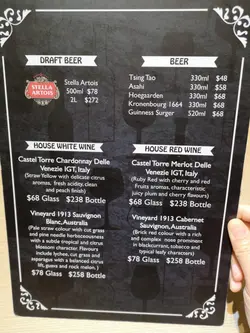 DRAFT BEER
STELLA
ARTOIS
Stella Artois
500ml $78
2L $272
BEER
Tsing Tao 330ml $48
Asahi 330ml $58
Hoegaarden 330ml $68
Kronenbourg 1664 330ml $68
Guinness Surger 520ml $68
HOUSE WHITE WINE
Castel Torre Chardonnay Delle
Venezie IGT, Italy
(Straw Yellow with delicate citrus
aromas, fresh acidity, clean
and peach finish)
$68 Glass $238 Bottle
Vineyard 1913 Sauvignon
Blanc, Australia
(Pale straw colour with cut grass
and pine needle herbaceousness
with a subtle tropical and citrus
blossom character. Flavours
include lychee, cut grass and
asparagus with a balanced citrus
lift, guava and rock melon.)
$78 Glass $258 Bottle
HOUSE RED WINE
Castel Torre Merlot Delle
Venezie IGT, Italy
(Ruby Red with cherry and red
Fruits aromas, characteristic
juicy plum and cherry flavours)
$68 Glass $238 Bottle
Vineyard 1913 Cabernet
Sauvignon, Australia
(Brick red colour with a rich
and complex nose prominent
in blackcurrant, tobacco and
typical leafy characters)
$78 Glass $258 Bottle